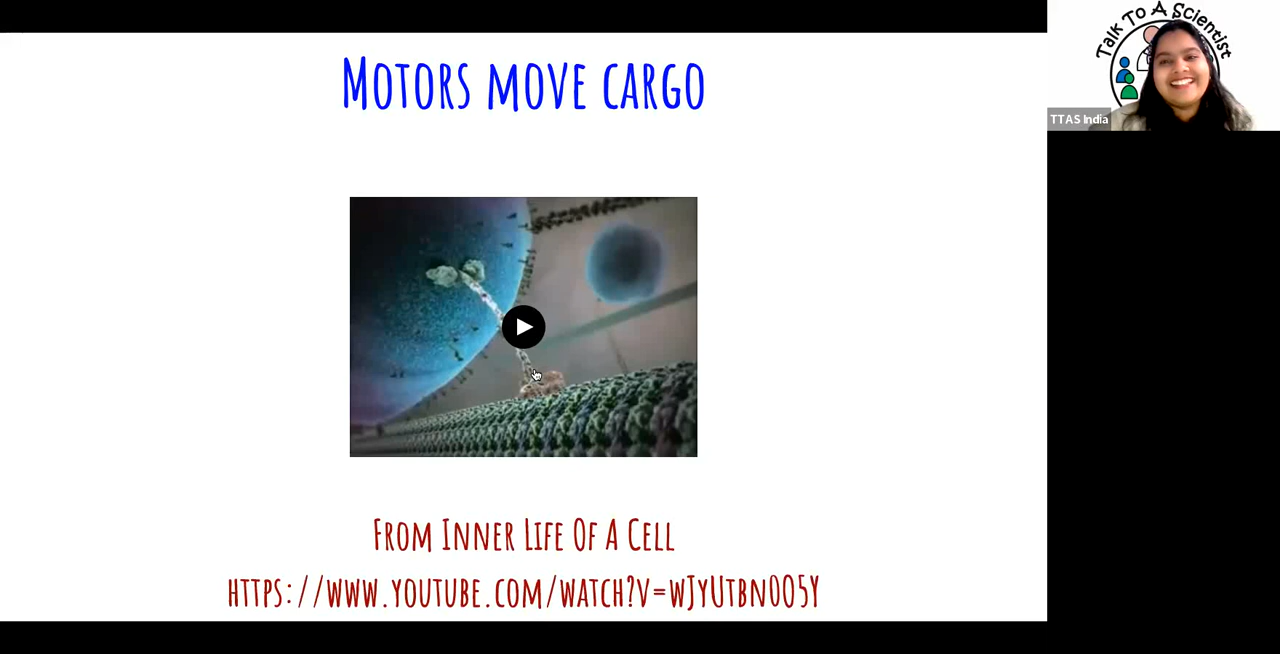 MOTORS MOVE CARGO
Talk To A Scientist
TTAS India
FROM INNER LIFE OF A CELL
HTTPS://WWW.YOUTUBE.COM/WATCH?V=WJYUTBN0O5Y